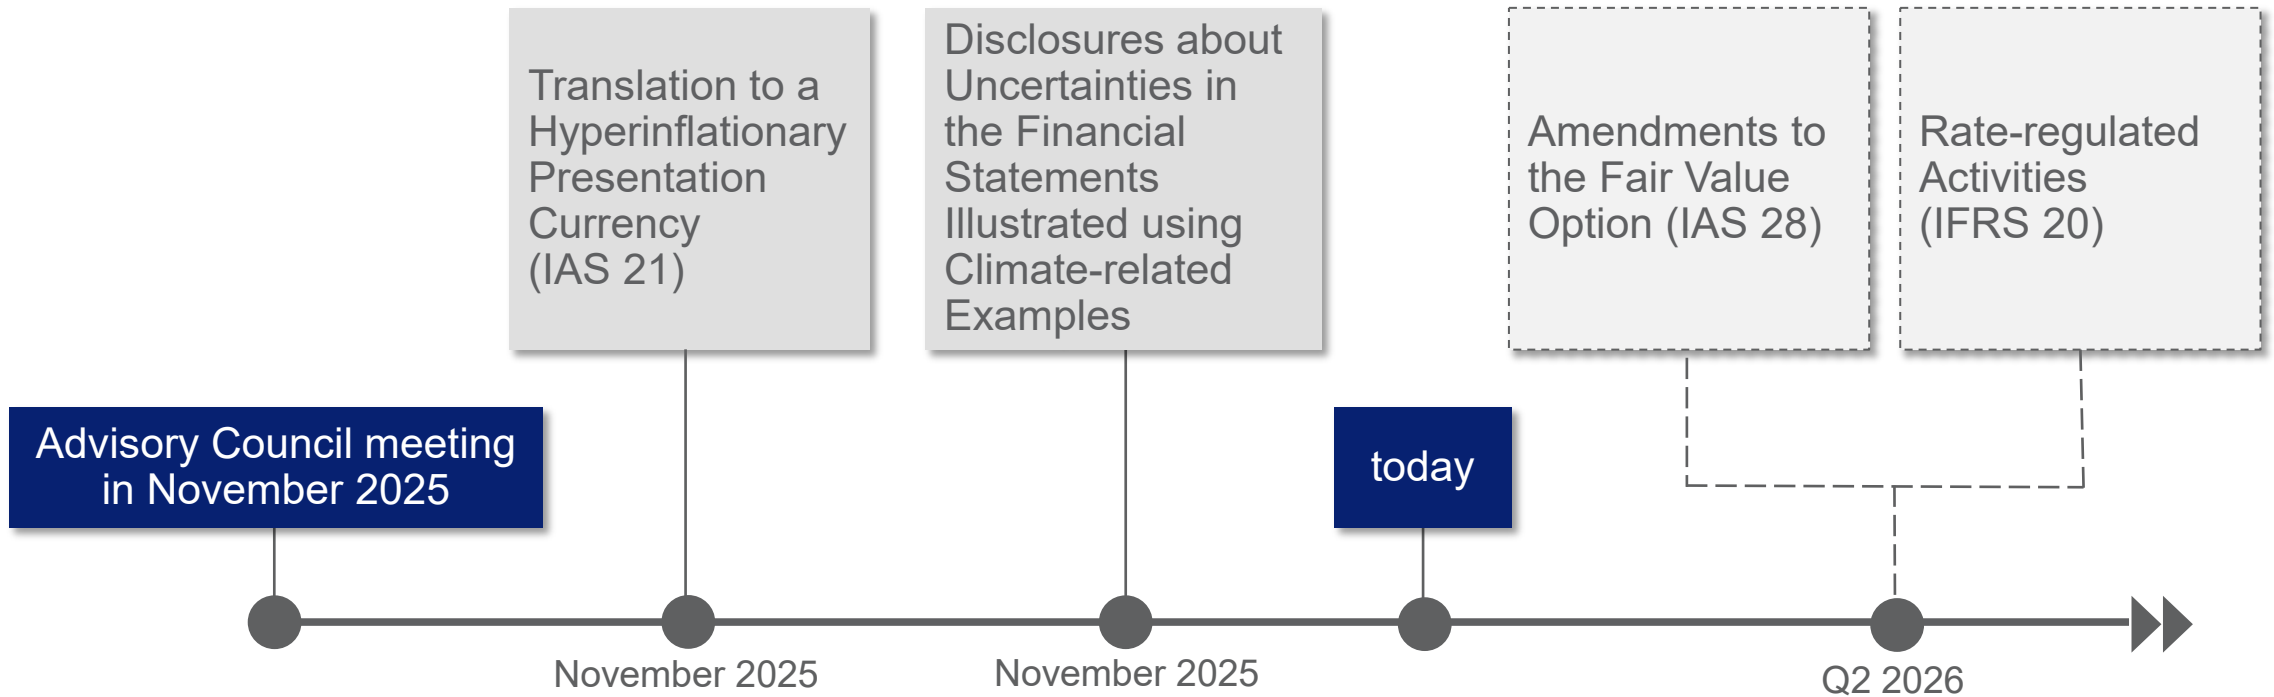 Translation to a
Hyperinflationary
Presentation
Currency
(IAS 21)
Disclosures about
Uncertainties in
the Financial
Statements
Illustrated using
Climate-related
Examples
Amendments to
the Fair Value
Option (IAS 28)
Rate-regulated
Activities
(IFRS 20)
Advisory Council meeting
in November 2025
today
November 2025
November 2025
Q2 2026